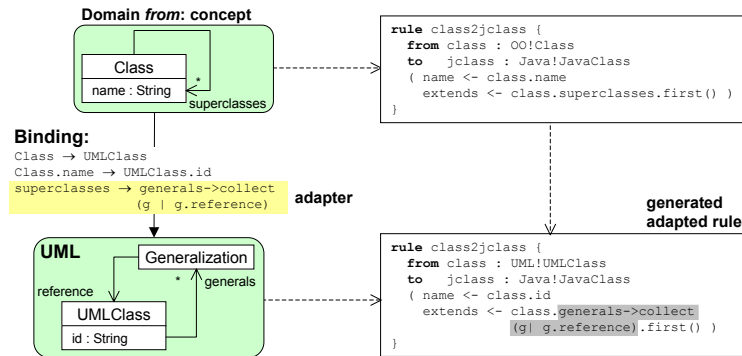 Domain from: concept
Class
name : String
*
superclasses
rule class2jclass {
from class : OO!Class
to jclass : Java!JavaClass
( name <- class.name
extends <- class.superclasses.first() )
}
Binding:
Class → UMLClass
Class.name → UMLClass.id
superclasses → generals->collect
(g | g.reference)
adapter
generated
adapted rule
UML
Generalization
*
generals
reference
UMLClass
id : String
rule class2jclass {
from class : UML!UMLClass
to jclass : Java!JavaClass
( name <- class.id
extends <- class.generals->collect
(g| g.reference).first() )
}